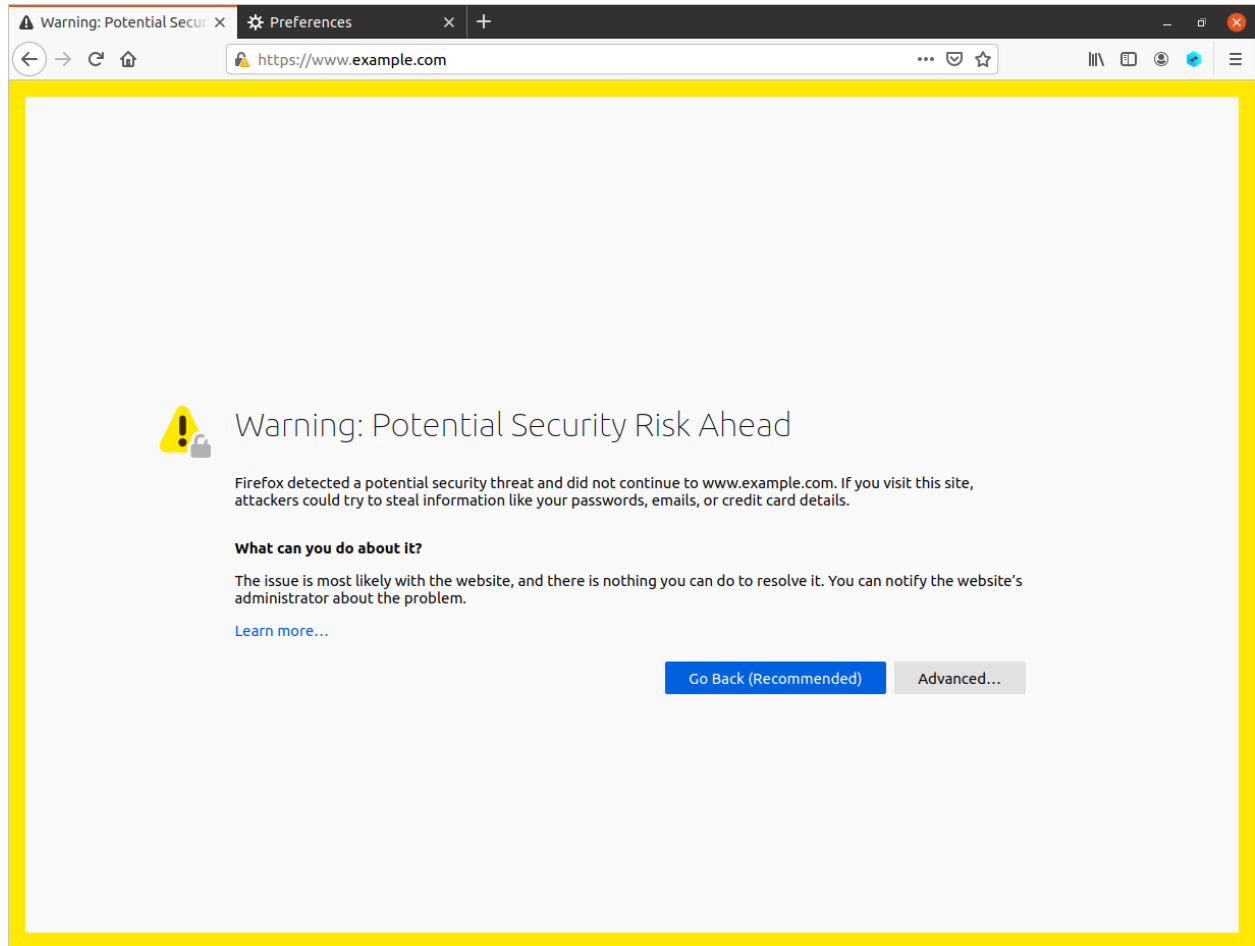 Warning: Potential Secur
Preferences
https://www.example.com
Warning: Potential Security Risk Ahead
Firefox detected a potential security threat and did not continue to www.example.com. If you visit this site,
attackers could try to steal information like your passwords, emails, or credit card details.
What can you do about it?
The issue is most likely with the website, and there is nothing you can do to resolve it. You can notify the website’s
administrator about the problem.
Learn more…
Go Back (Recommended)
Advanced…